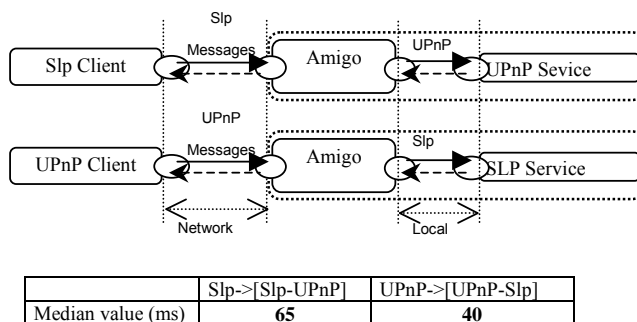 Slp
Messages
Slp Client
Amigo
UPnP
UPnP Sevice
UPnP
Messages
UPnP Client
Amigo
Slp
SLP Service
Network
Local
Slp->[Slp-UPnP] UPnP->[UPnP-Slp]
Median value (ms) 65 40